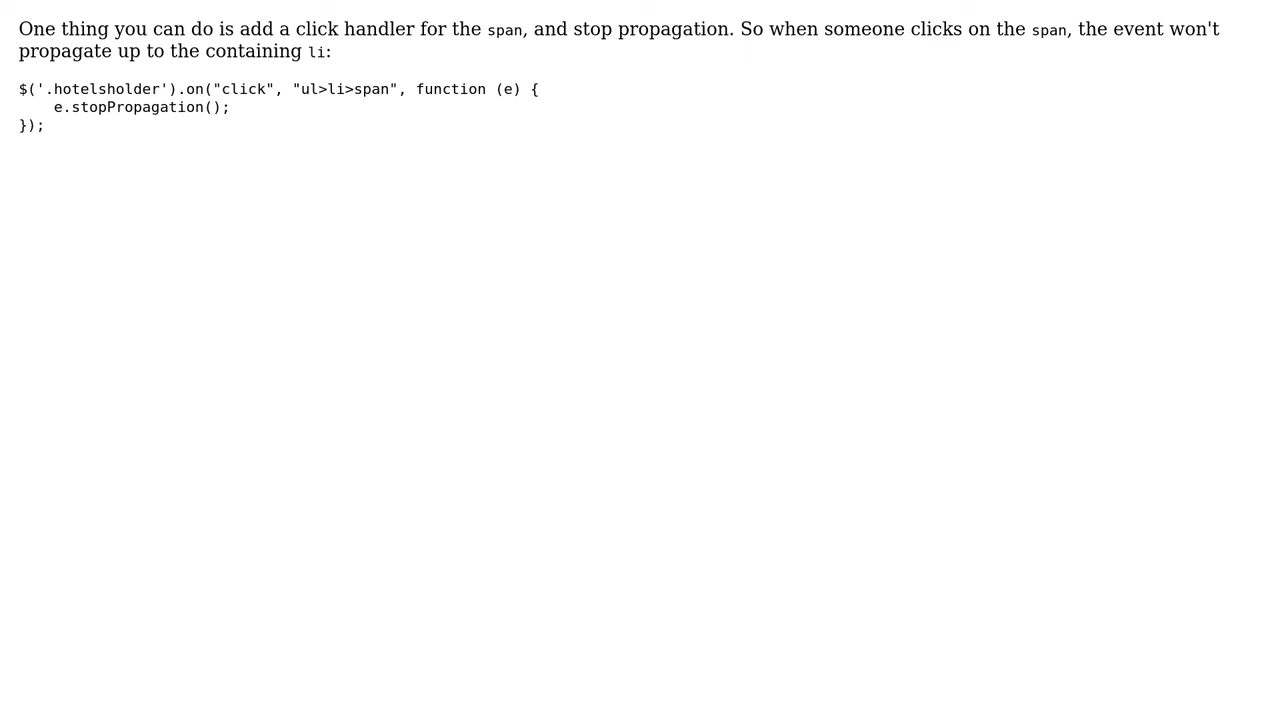 One thing you can do is add a click handler for the span, and stop propagation. So when someone clicks on the span, the event won't
propagate up to the containing li:
$('.hotelsholder').on("click", "ul>li>span", function (e) {
    e.stopPropagation();
});